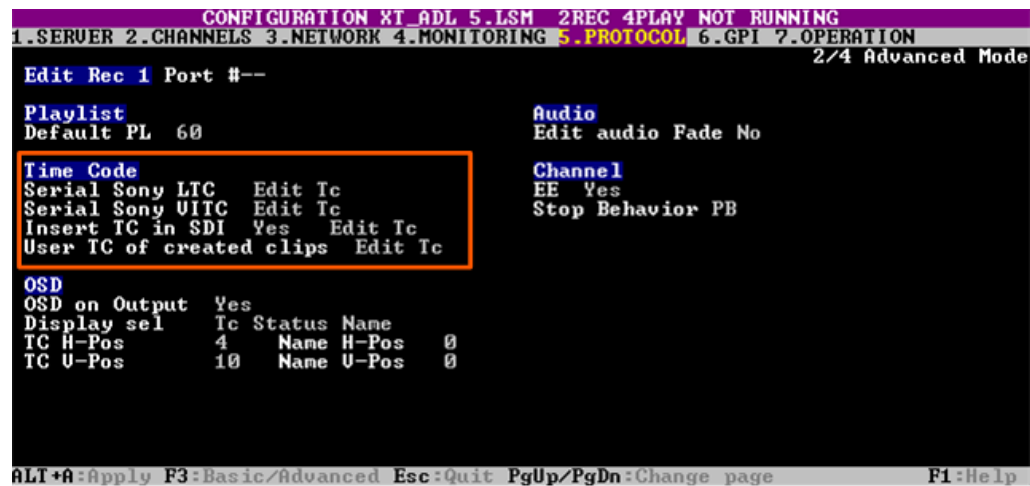 CONFIGURATION XT_ADL 5.LSM 2REC 4PLAY NOT RUNNING
1.SERVER 2.CHANNELS 3.NETWORK 4.MONITORING 5.PROTOCOL 6.GPI 7.OPERATION
2/4 Advanced Mode
Edit Rec 1 Port #--
Playlist
Default PL 60
Audio
Edit audio Fade No
Time Code
Serial Sony LTC Edit Tc
Serial Sony VITC Edit Tc
Insert TC in SDI Yes Edit Tc
User TC of created clips Edit Tc
Channel
EE Yes
Stop Behavior PB
OSD
OSD on Output Yes
Display sel Tc Status Name
TC H-Pos 4 Name H-Pos 0
TC V-Pos 10 Name V-Pos 0
ALT+A:Apply F3:Basic/Advanced Esc:Quit PgUp/PgDn:Change page F1:Help